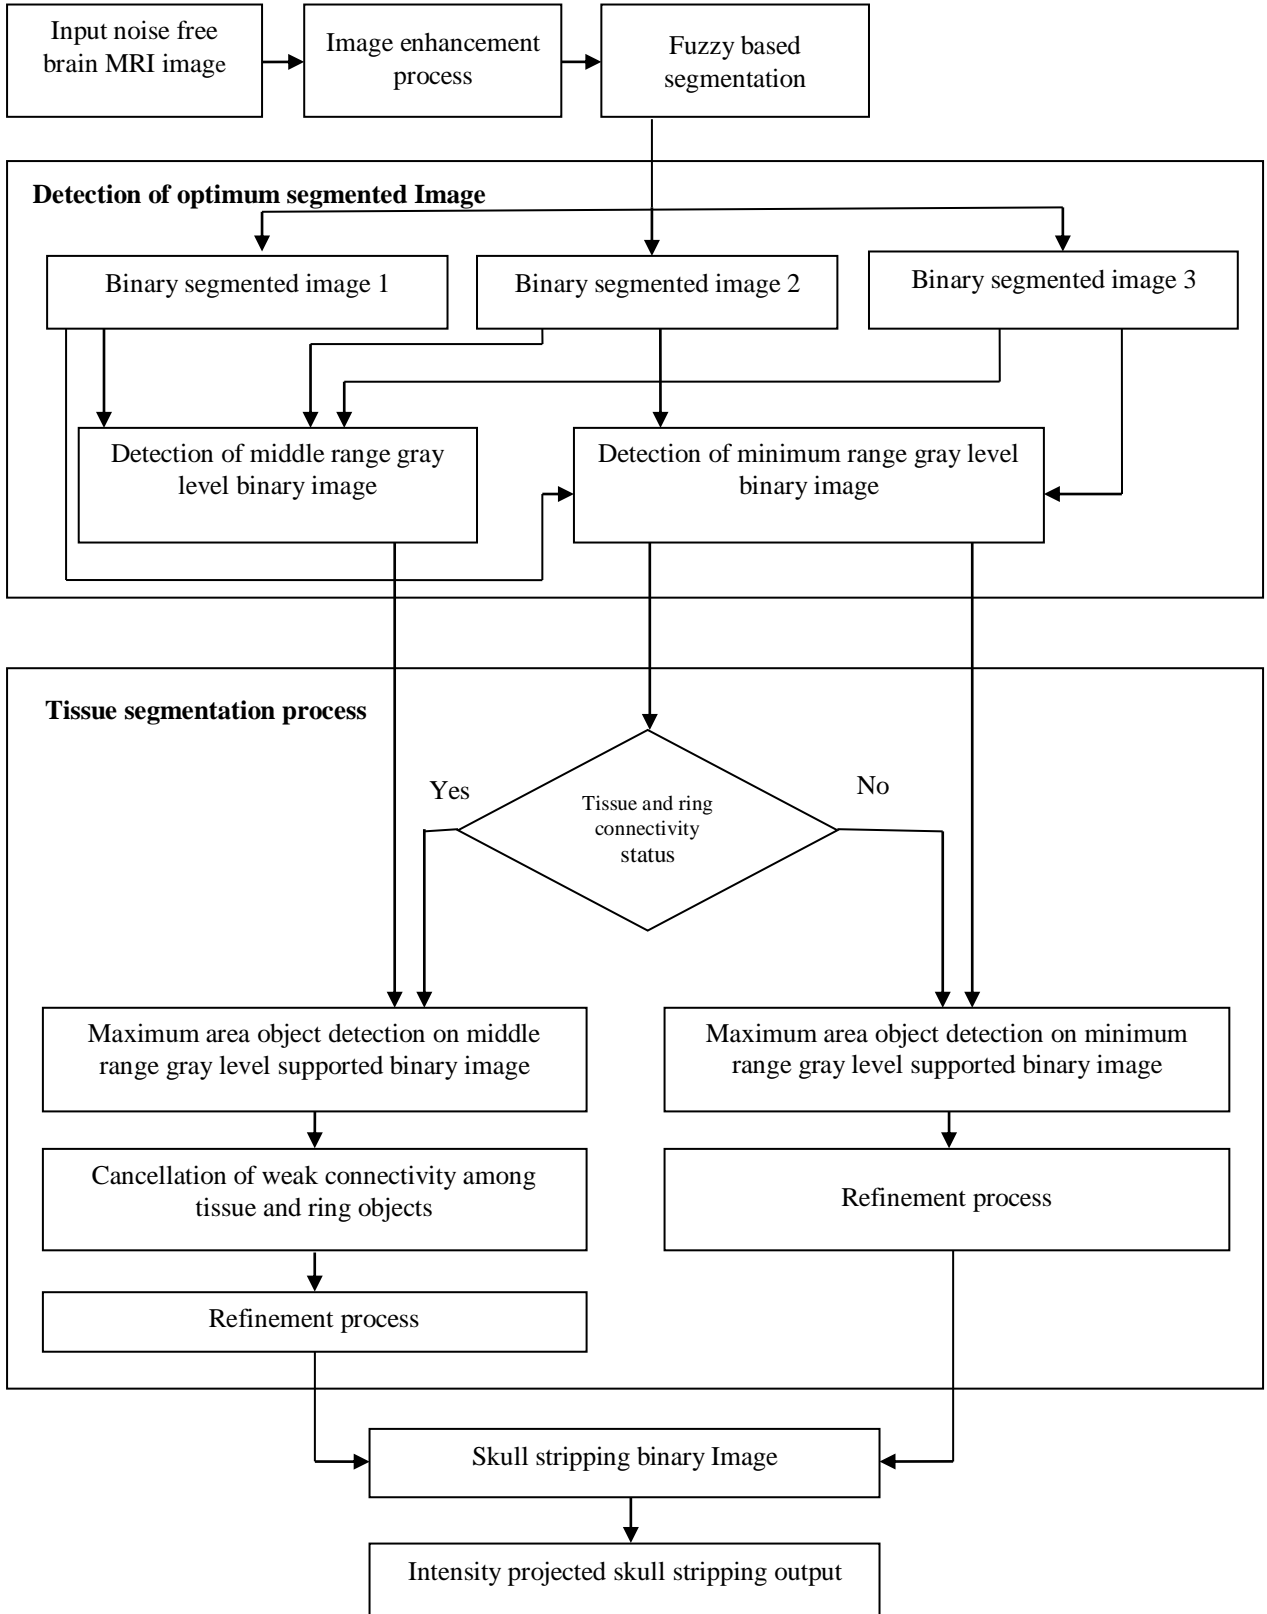 Input noise free
brain MRI image
Image enhancement
process
Fuzzy based
segmentation
Detection of optimum segmented Image
Binary segmented image 1
Binary segmented image 2
Binary segmented image 3
Detection of middle range gray
level binary image
Detection of minimum range gray level
binary image
Tissue segmentation process
Yes
No
Tissue and ring
connectivity
status
Maximum area object detection on middle
range gray level supported binary image
Maximum area object detection on minimum
range gray level supported binary image
Cancellation of weak connectivity among
tissue and ring objects
Refinement process
Refinement process
Skull stripping binary Image
Intensity projected skull stripping output